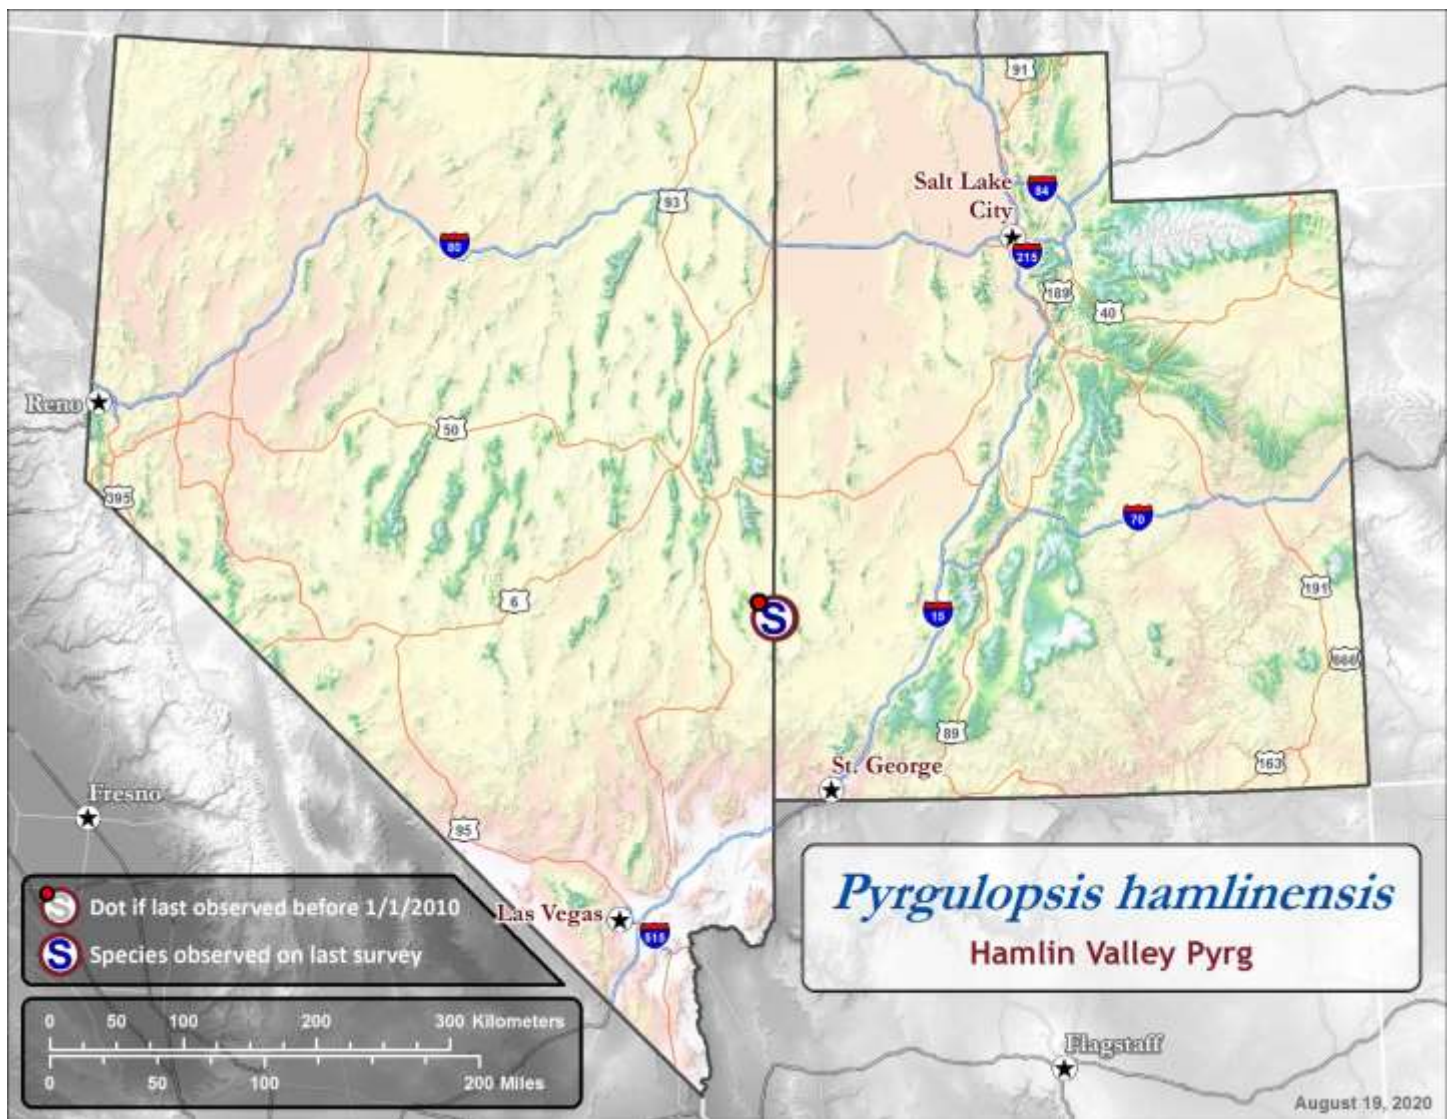 91
Salt Lake
City
84
93
80
215
189
40
Reno
50
395
70
6
S
15
191
666
89
St. George
163
Fresno
95
Pyrgulopsis hamlinensis
Hamlin Valley Pyrg
S Dot if last observed before 1/1/2010
S Species observed on last survey
Las Vegas
515
0 50 100 200 300 Kilometers
0 50 100 200 Miles
Flagstaff
August 19, 2020